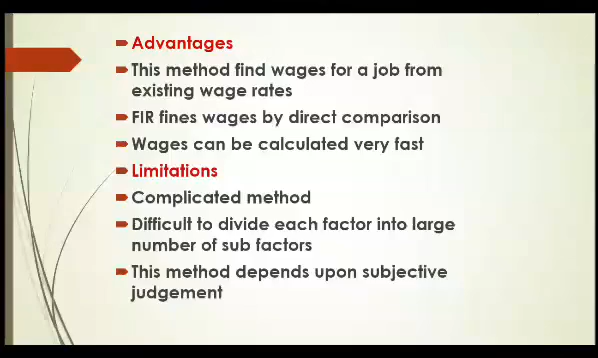 Advantages
This method find wages for a job from
existing wage rates
FIR fines wages by direct comparison
Wages can be calculated very fast
Limitations
Complicated method
Difficult to divide each factor into large
number of sub factors
This method depends upon subjective
judgement